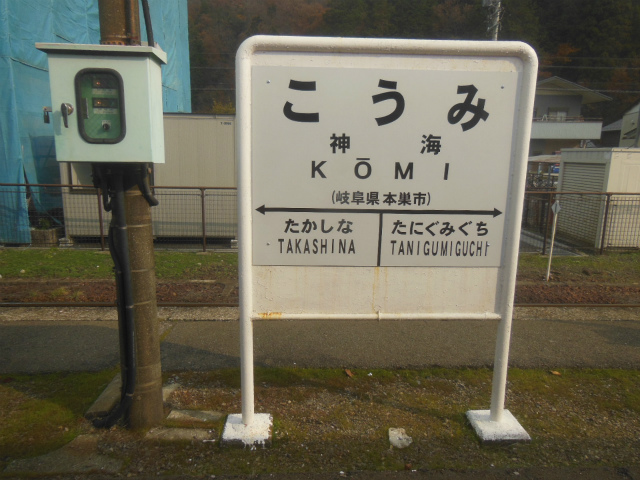 こうみ
神海
KŌMI
(岐阜県本巣市)
たかしな たにぐみぐち
TAKASHINA TANIGUMIGUCHI